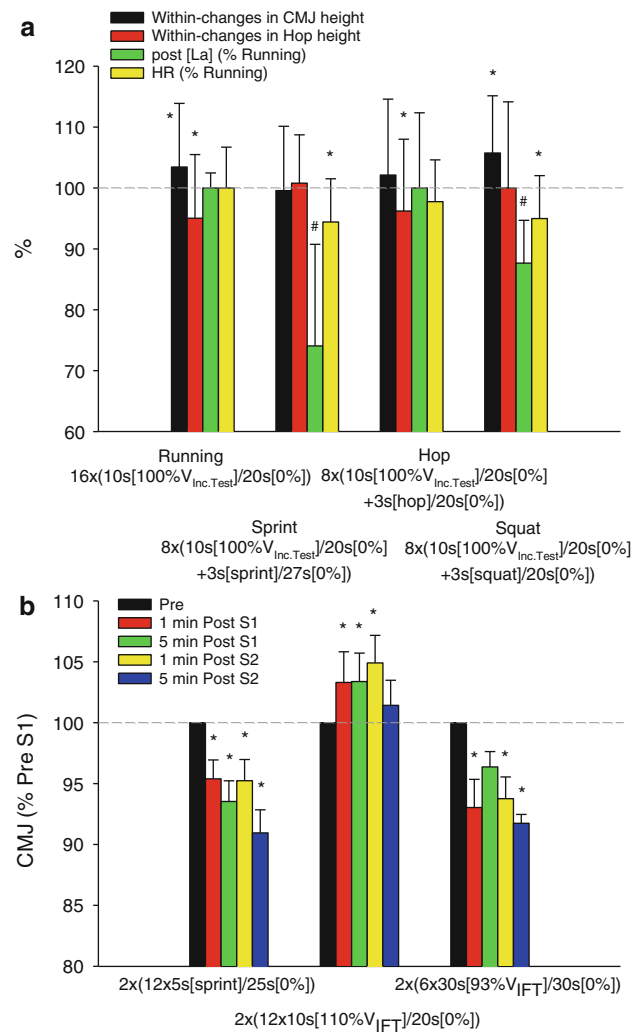 a
Within-changes in CMJ height
Within-changes in Hop height
post [La] (% Running)
HR (% Running)
120
110
100
90
80
70
60
%
* * # * * * # *
Running
16x(10s[100%V_Inc.Test]/20s[0%])
Hop
8x(10s[100%V_Inc.Test]/20s[0%]
+3s[hop]/20s[0%])
Sprint
8x(10s[100%V_Inc.Test]/20s[0%]
+3s[sprint]/27s[0%])
Squat
8x(10s[100%V_Inc.Test]/20s[0%]
+3s[squat]/20s[0%])
b
Pre
1 min Post S1
5 min Post S1
1 min Post S2
5 min Post S2
110
105
100
95
90
85
80
CMJ (% Pre S1)
* * * * * * * * * *
2x(12x5s[sprint]/25s[0%])
2x(6x30s[93%V_IFT]/30s[0%])
2x(12x10s[110%V_IFT]/20s[0%])